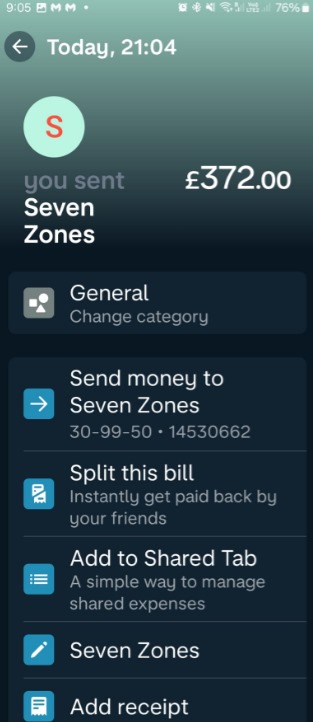 9:05
76%
Today, 21:04
S
you sent
£372.00
Seven
Zones
General
Change category
Send money to
Seven Zones
30-99-50 • 14530662
Split this bill
Instantly get paid back by
your friends
Add to Shared Tab
A simple way to manage
shared expenses
Seven Zones
Add receipt